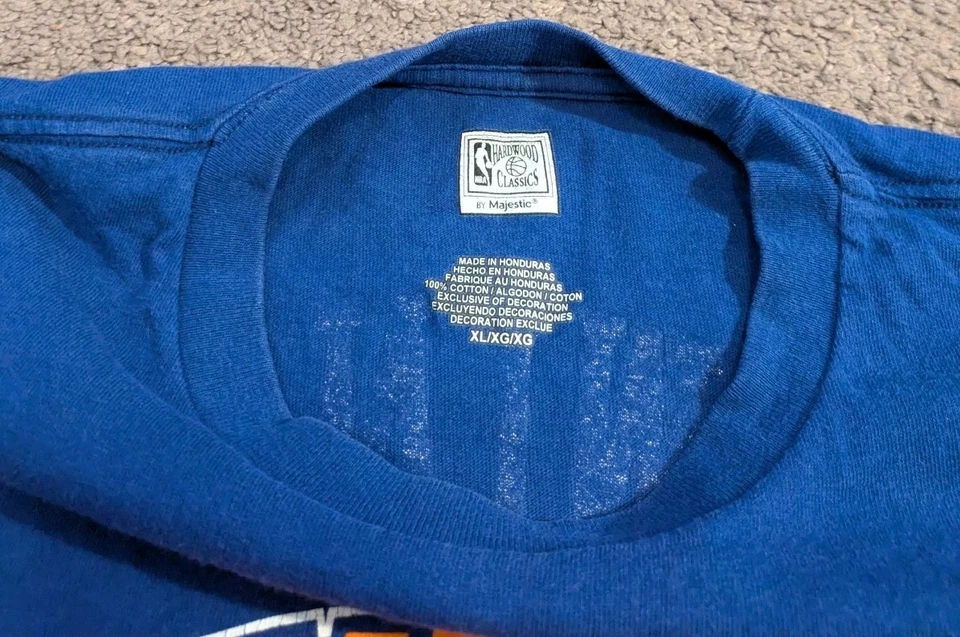 NBA
HARDWOOD
CLASSICS
BY Majestic®
MADE IN HONDURAS
HECHO EN HONDURAS
FABRIQUE AU HONDURAS
100% COTTON / ALGODON / COTON
EXCLUSIVE OF DECORATION
EXCLUYENDO DECORACIONES
DECORATION EXCLUE
XL/XG/XG